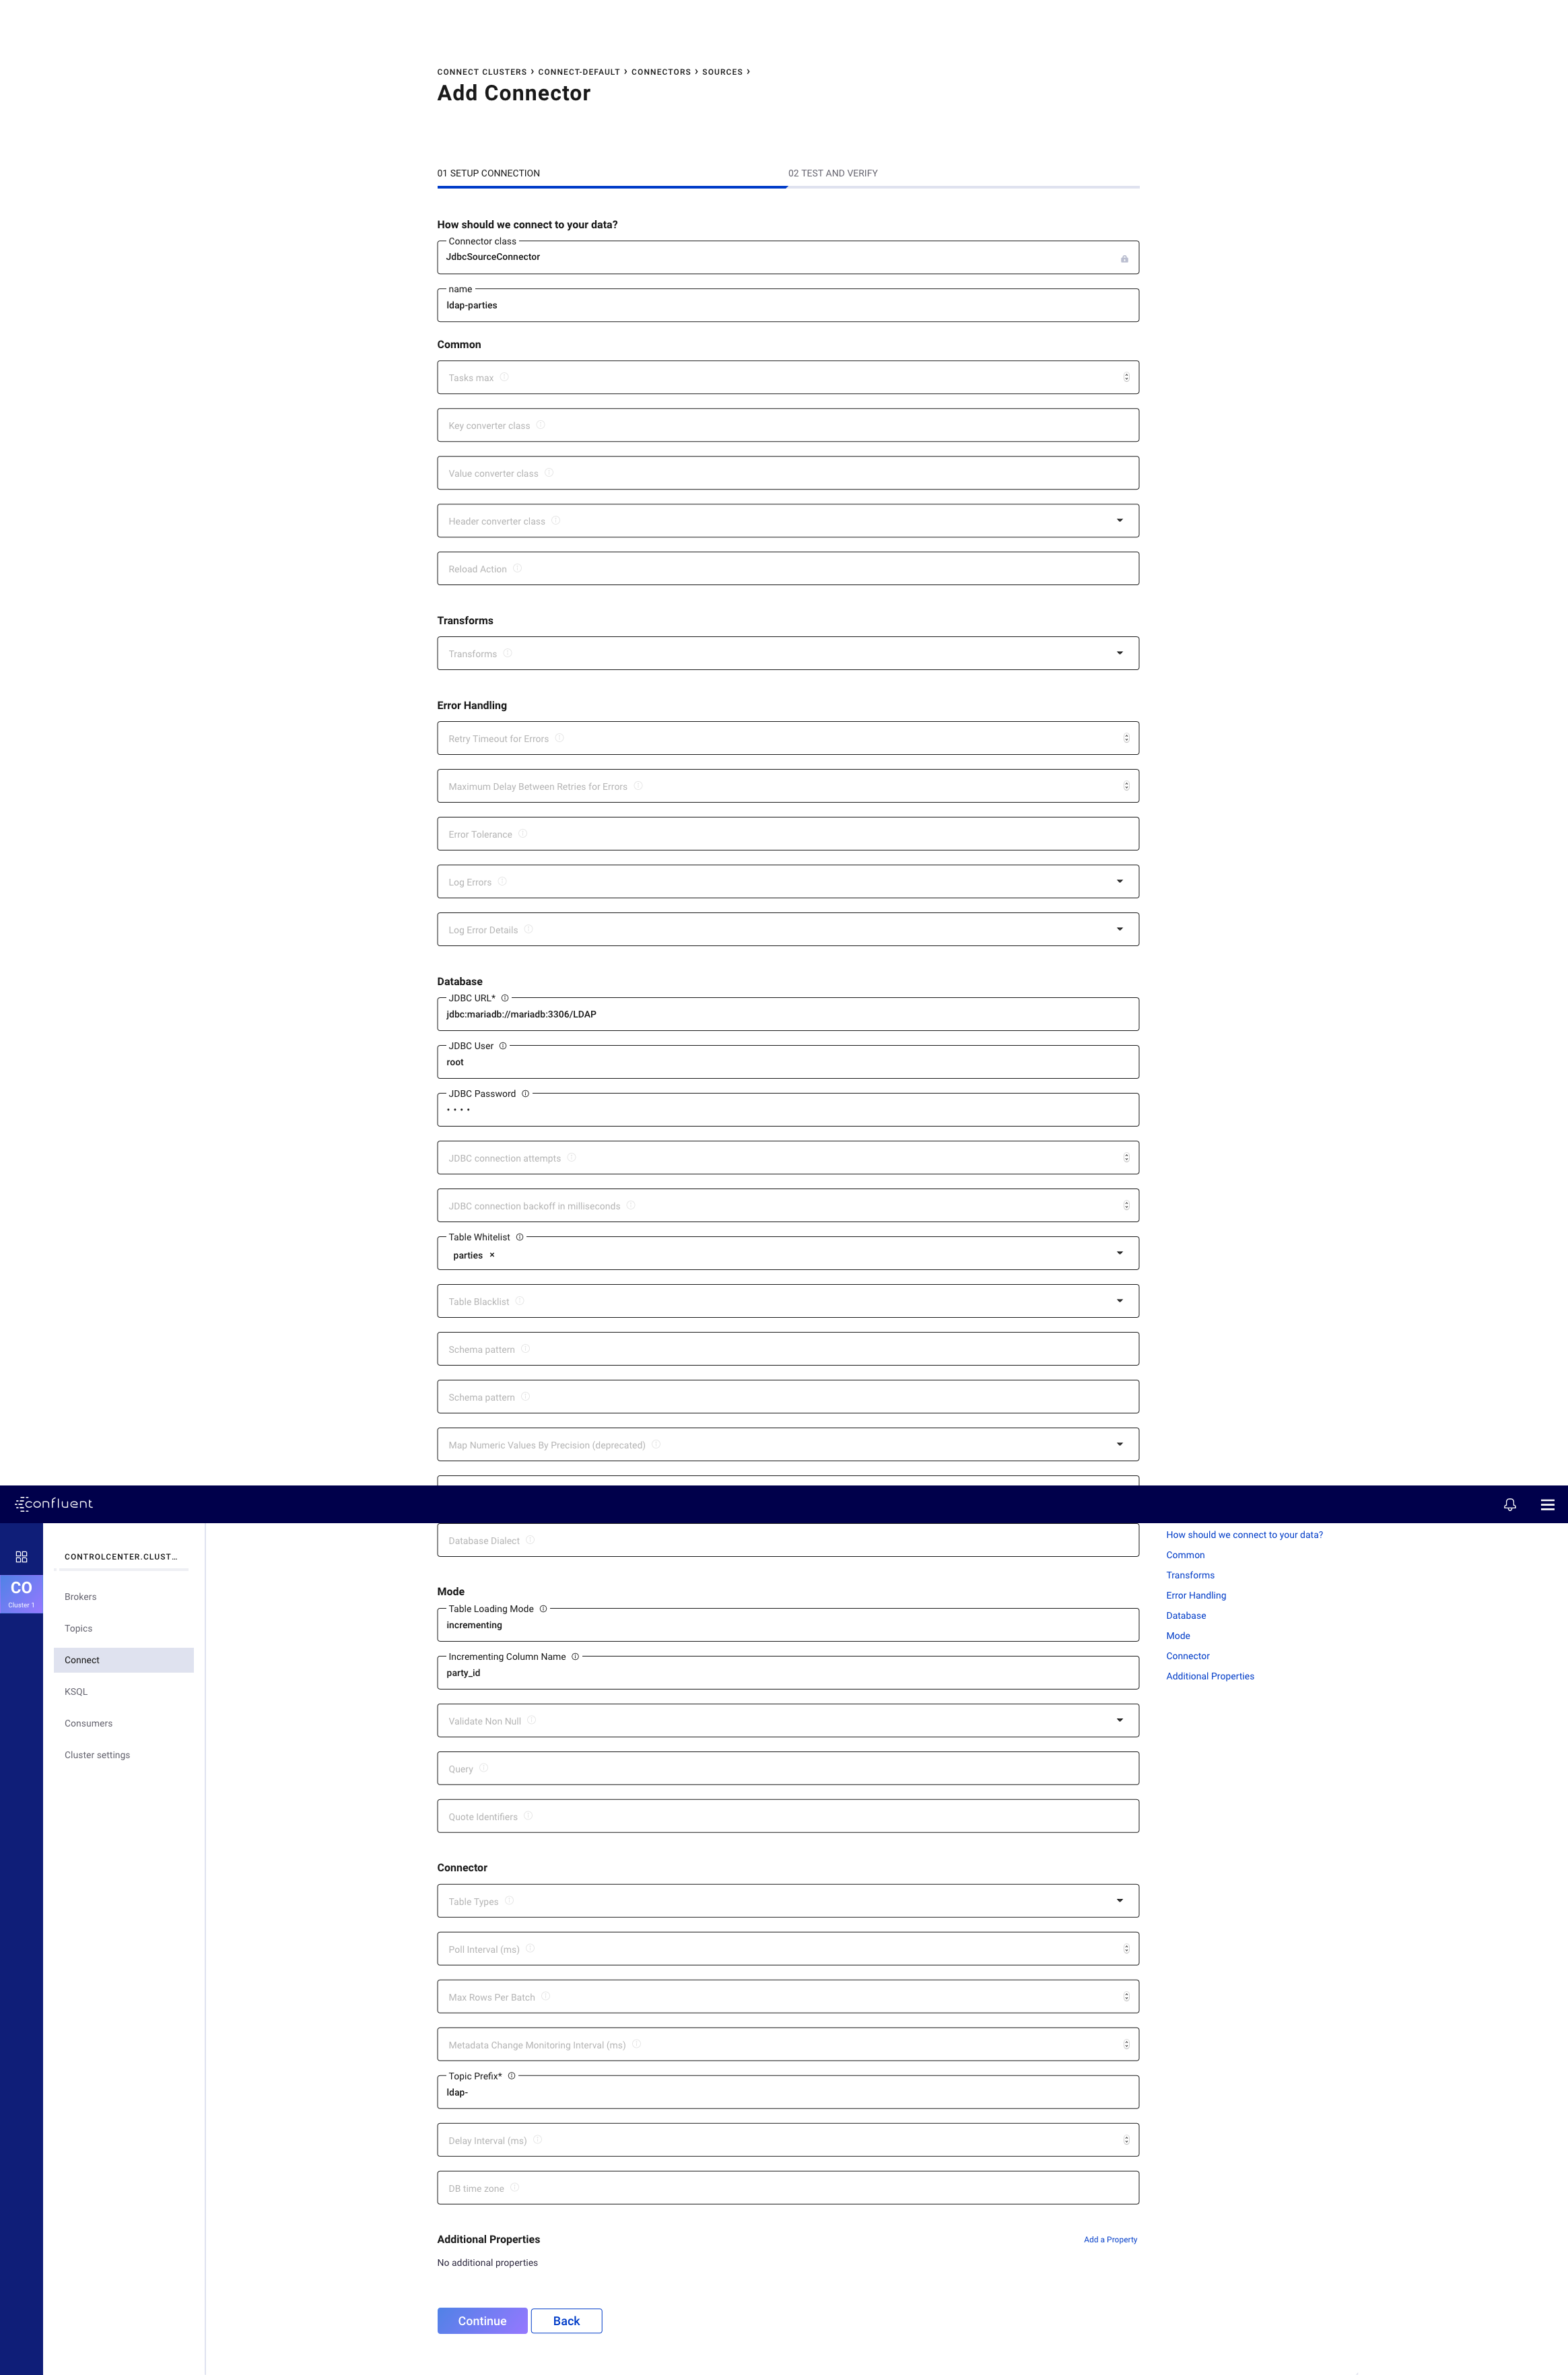 CONNECT CLUSTERS › CONNECT-DEFAULT › CONNECTORS › SOURCES ›
Add Connector
01 SETUP CONNECTION
02 TEST AND VERIFY
How should we connect to your data?
Connector class
JdbcSourceConnector
name
ldap-parties
Common
Tasks max
Key converter class
Value converter class
Header converter class
Reload Action
Transforms
Transforms
Error Handling
Retry Timeout for Errors
Maximum Delay Between Retries for Errors
Error Tolerance
Log Errors
Log Error Details
Database
JDBC URL*
jdbc:mariadb://mariadb:3306/LDAP
JDBC User
root
JDBC Password
• • • •
JDBC connection attempts
JDBC connection backoff in milliseconds
Table Whitelist
parties ×
Table Blacklist
Schema pattern
Schema pattern
Map Numeric Values By Precision (deprecated)
confluent
CONTROLCENTER.CLUST...
CO
Cluster 1
Brokers
Topics
Connect
KSQL
Consumers
Cluster settings
Database Dialect
Mode
Table Loading Mode
incrementing
Incrementing Column Name
party_id
Validate Non Null
Query
Quote Identifiers
Connector
Table Types
Poll Interval (ms)
Max Rows Per Batch
Metadata Change Monitoring Interval (ms)
Topic Prefix*
ldap-
Delay Interval (ms)
DB time zone
Additional Properties
Add a Property
No additional properties
Continue
Back
How should we connect to your data?
Common
Transforms
Error Handling
Database
Mode
Connector
Additional Properties